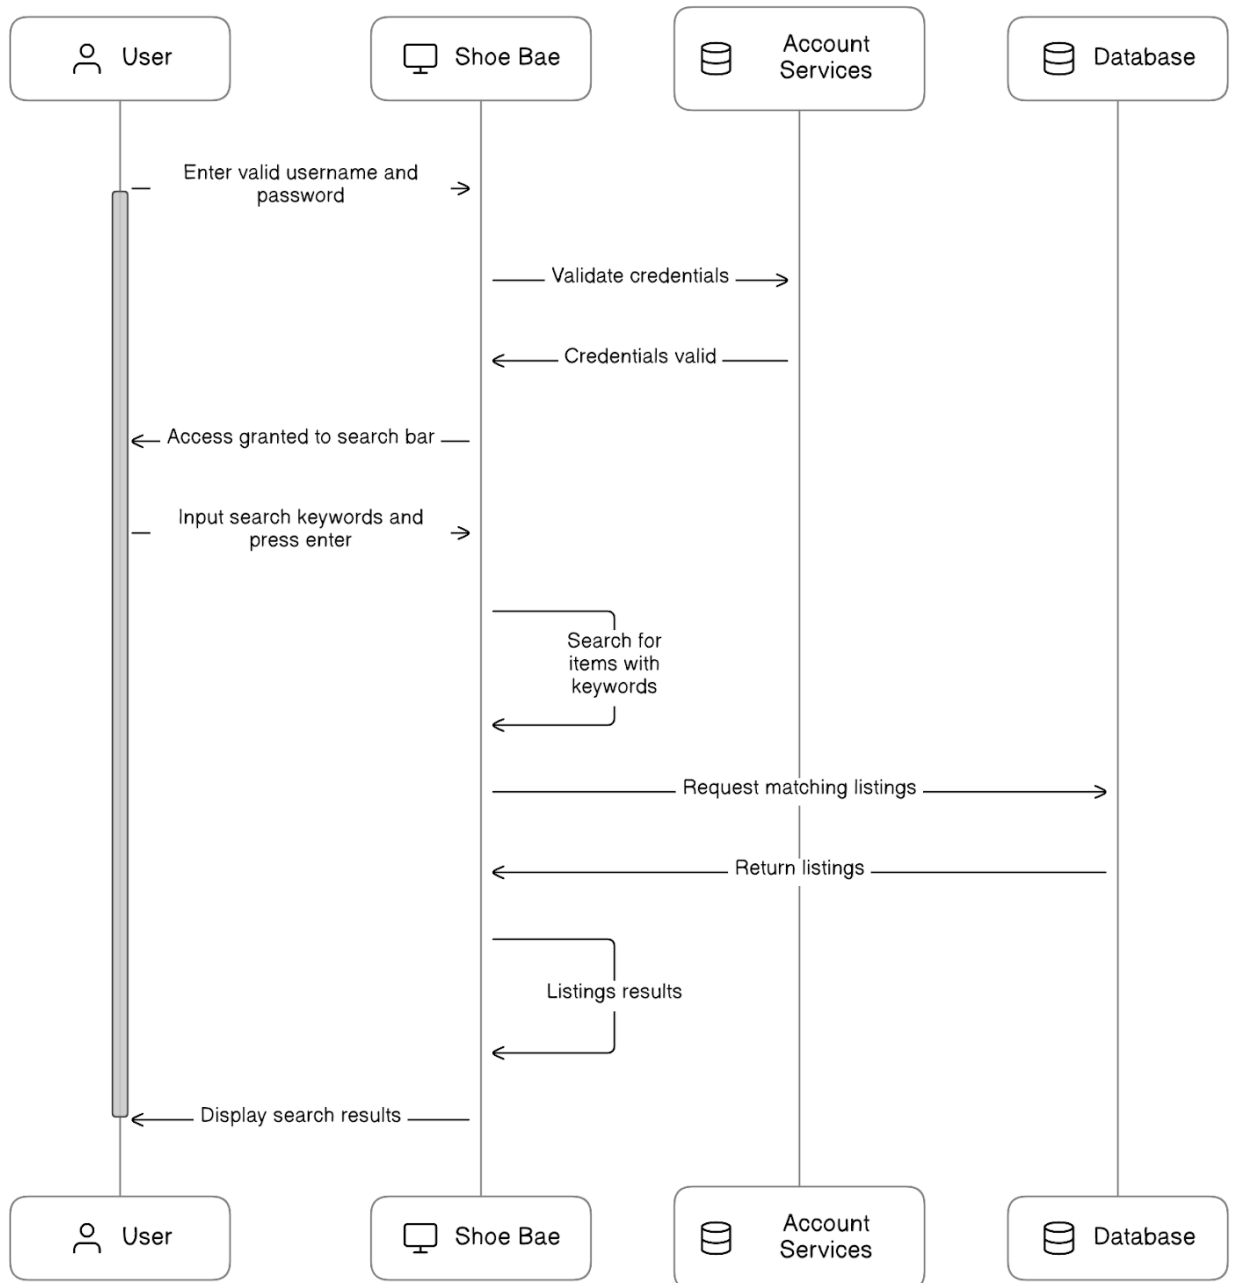 User
Shoe Bae
Account
Services
Database
Enter valid username and
password
Validate credentials
Credentials valid
Access granted to search bar
Input search keywords and
press enter
Search for
items with
keywords
Request matching listings
Return listings
Listings results
Display search results
User
Shoe Bae
Account
Services
Database